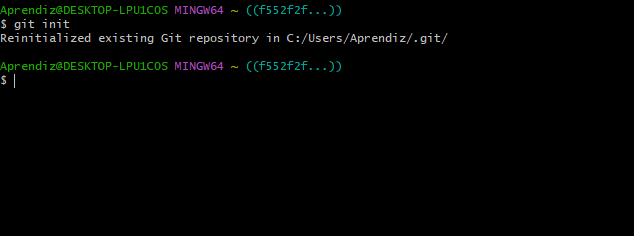 Aprendiz@DESKTOP-LPU1COS MINGW64 ~ ((f552f2f...))
$ git init
Reinitialized existing Git repository in C:/Users/Aprendiz/.git/
Aprendiz@DESKTOP-LPU1COS MINGW64 ~ ((f552f2f...))
$